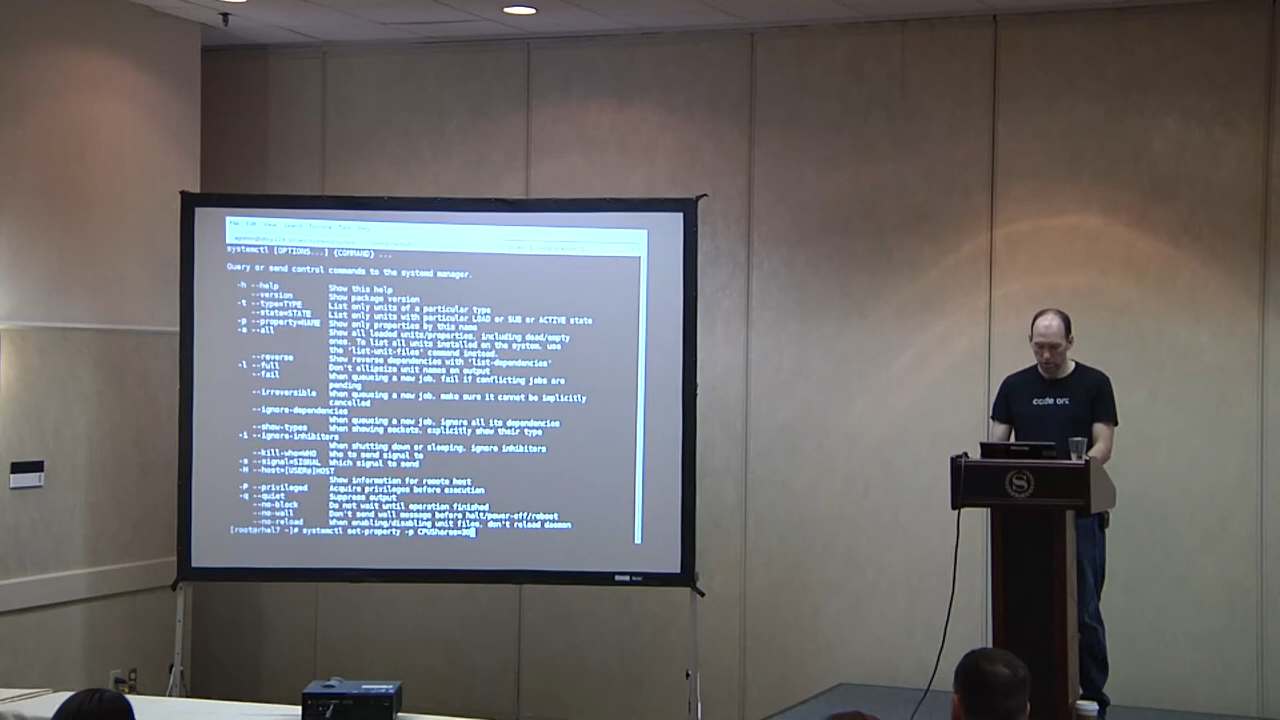 File Edit View Search Terminal Tabs Help
systemctl [OPTIONS...] {COMMAND} ...
Query or send control commands to the systemd manager.
-h --help Show this help
--version Show package version
-t --type=TYPE List only units of a particular type
--state=STATE List only units with particular LOAD or SUB or ACTIVE state
-p --property=NAME Show only properties by this name
-a --all Show all loaded units/properties, including dead/empty
ones. To list all units installed on the system, use
the 'list-unit-files' command instead.
--reverse Show reverse dependencies with 'list-dependencies'
-l --full Don't ellipsize unit names on output
--fail When queueing a new job, fail if conflicting jobs are
pending
--irreversible When queueing a new job, make sure it cannot be implicitly
cancelled
--ignore-dependencies
When queueing a new job, ignore all its dependencies
--show-types When showing sockets, explicitly show their type
-i --ignore-inhibitors
When shutting down or sleeping, ignore inhibitors
--kill-who=WHO Who to send signal to
-s --signal=SIGNAL Which signal to send
-H --host=[USER@]HOST
Show information for remote host
-P --privileged Acquire privileges before execution
-q --quiet Suppress output
--no-block Do not wait until operation finished
--no-wall Don't send wall message before halt/power-off/reboot
--no-reload When enabling/disabling unit files, don't reload daemon
[root@rhel7 ~]# systemctl set-property -p CPUShares=30
code on:
S